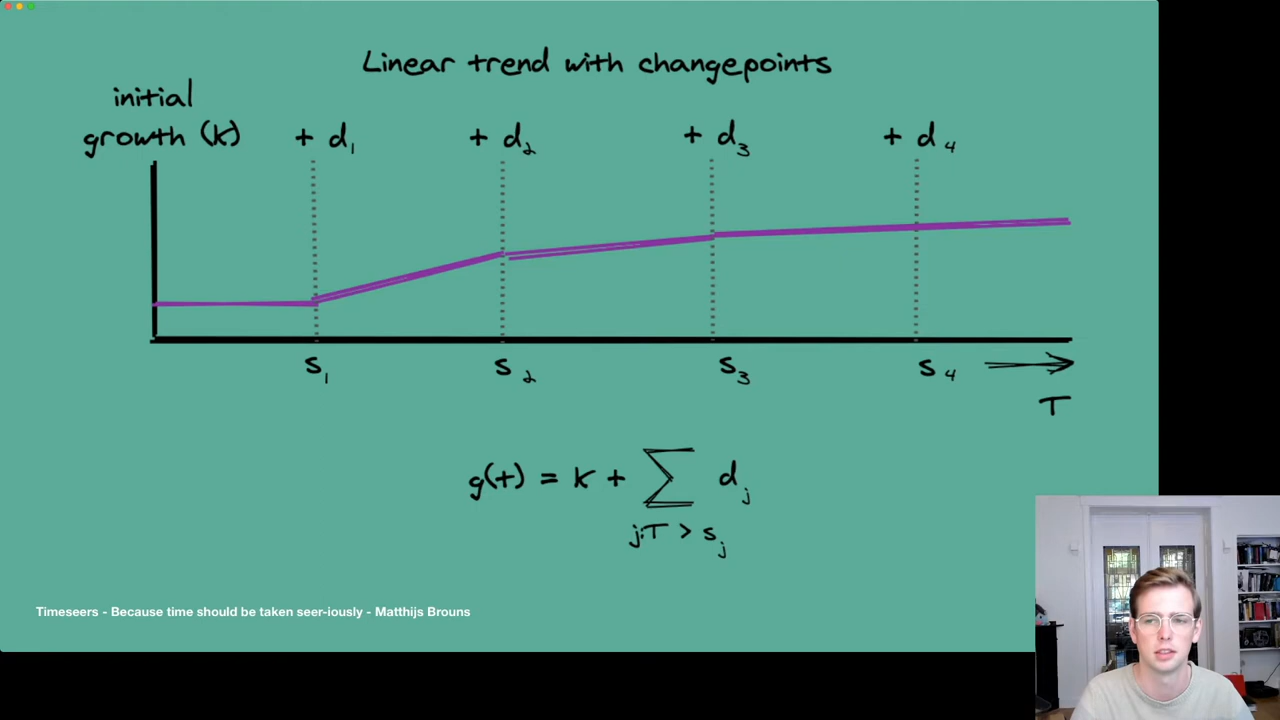 Linear trend with changepoints
initial
growth (k) + d₁ + d₂ + d₃ + d₄
s₁ s₂ s₃ s₄
T
g(t) = k + ∑ dⱼ
j:T > sⱼ
Timeseers - Because time should be taken seer-iously - Matthijs Brouns